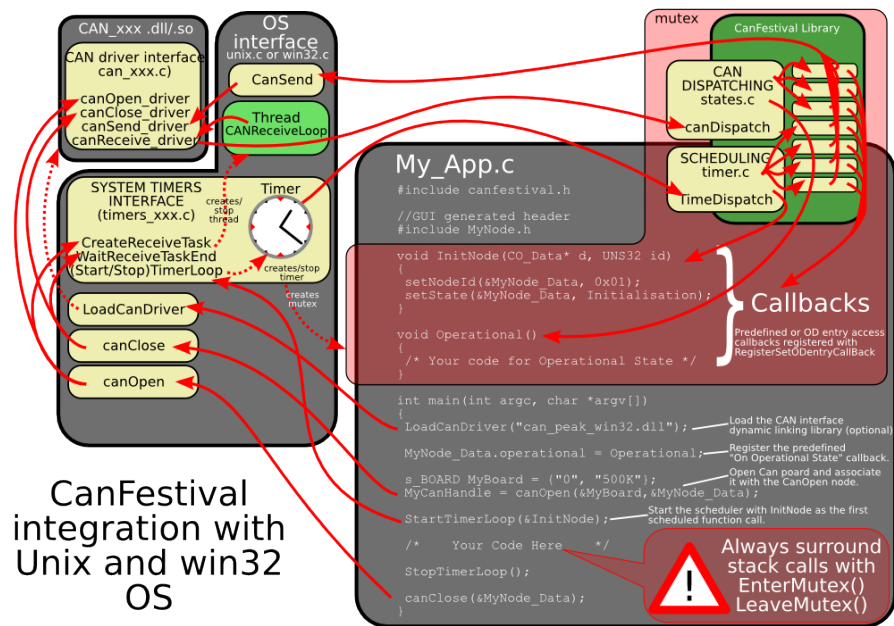 CAN_xxx .dll/.so
CAN driver interface
can_xxx.c)
canOpen_driver
canClose_driver
canSend_driver
canReceive_driver
OS
interface
unix.c or win32.c
CanSend
Thread
CANReceiveLoop
SYSTEM TIMERS
INTERFACE
(timers_xxx.c)
creates/
stop
thread
Timer
CreateReceiveTask
WaitReceiveTaskEnd
(Start/Stop)TimerLoop
creates/stop
timer
creates
mutex
LoadCanDriver
canClose
canOpen
mutex
CanFestival Library
CAN
DISPATCHING
states.c
canDispatch
SCHEDULING
timer.c
TimeDispatch
My_App.c
#include canfestival.h
//GUI generated header
#include MyNode.h
void InitNode(CO_Data* d, UNS32 id)
{
setNodeId(&MyNode_Data, 0x01);
setState(&MyNode_Data, Initialisation);
}
void Operational()
{
/* Your code for Operational State */
}
Callbacks
Predefined or OD entry access
callbacks registered with
RegisterSetODentryCallBack
int main(int argc, char *argv[])
{
LoadCanDriver("can_peak_win32.dll");
Load the CAN interface
dynamic linking library (optional)
MyNode_Data.operational = Operational;
Register the predefined
"On Operational State" callback.
s_BOARD MyBoard = {"0", "500K"};
MyCanHandle = canOpen(&MyBoard,&MyNode_Data);
Open Can poard and associate
it with the CanOpen node.
StartTimerLoop(&InitNode);
Start the scheduler with InitNode as the first
scheduled function call.
/* Your Code Here */
StopTimerLoop();
canClose(&MyNode_Data);
}
!
Always surround
stack calls with
EnterMutex()
LeaveMutex()
CanFestival
integration with
Unix and win32
OS